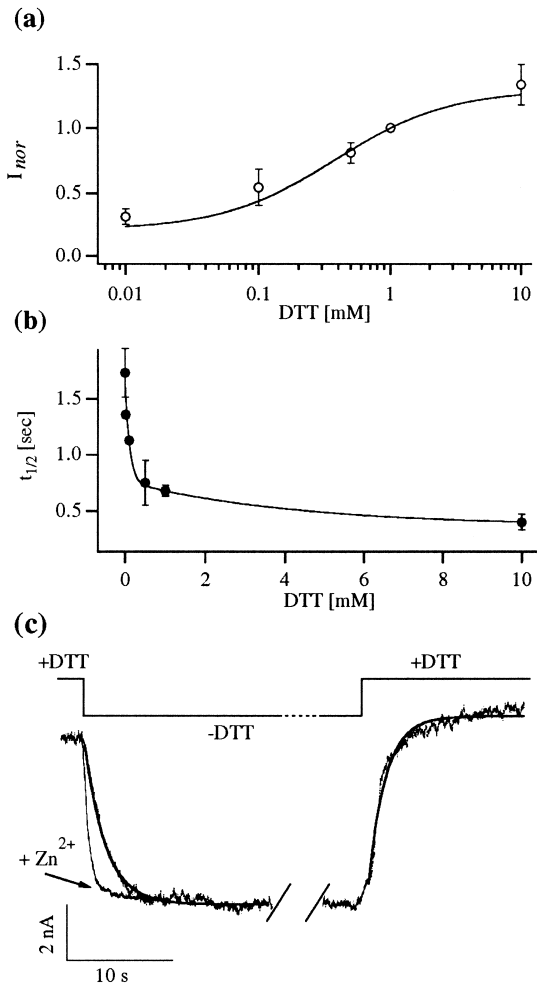 (a)
1.5
1.0
0.5
0.0
I nor
0.01 0.1 1 10
DTT [mM]
(b)
1.5
1.0
0.5
t1/2 [sec]
0 2 4 6 8 10
DTT [mM]
(c)
+DTT +DTT
-DTT
+ Zn2+
2 nA
10 s